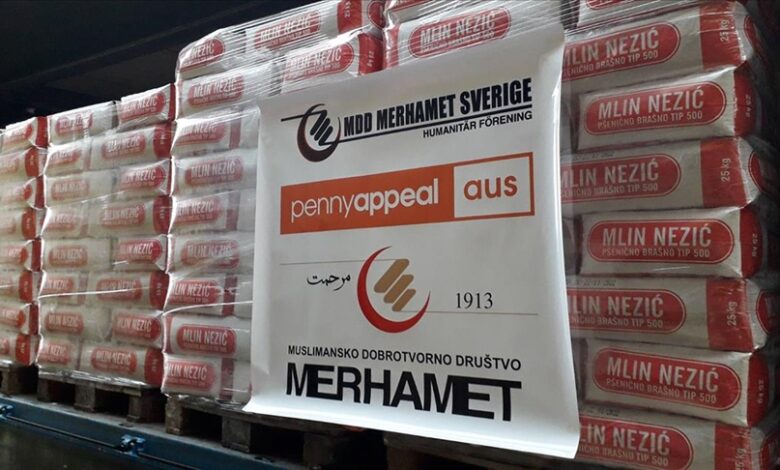 MDD MERHAMET SVERIGE
HUMANITÄR FÖRENING
pennyappeal aus
مرحمت
1913
MUSLIMANSKO DOBROTVORNO DRUŠTVO
MERHAMET
MLIN NEZIĆ
PŠENIČNO BRAŠNO TIP 500
25 kg